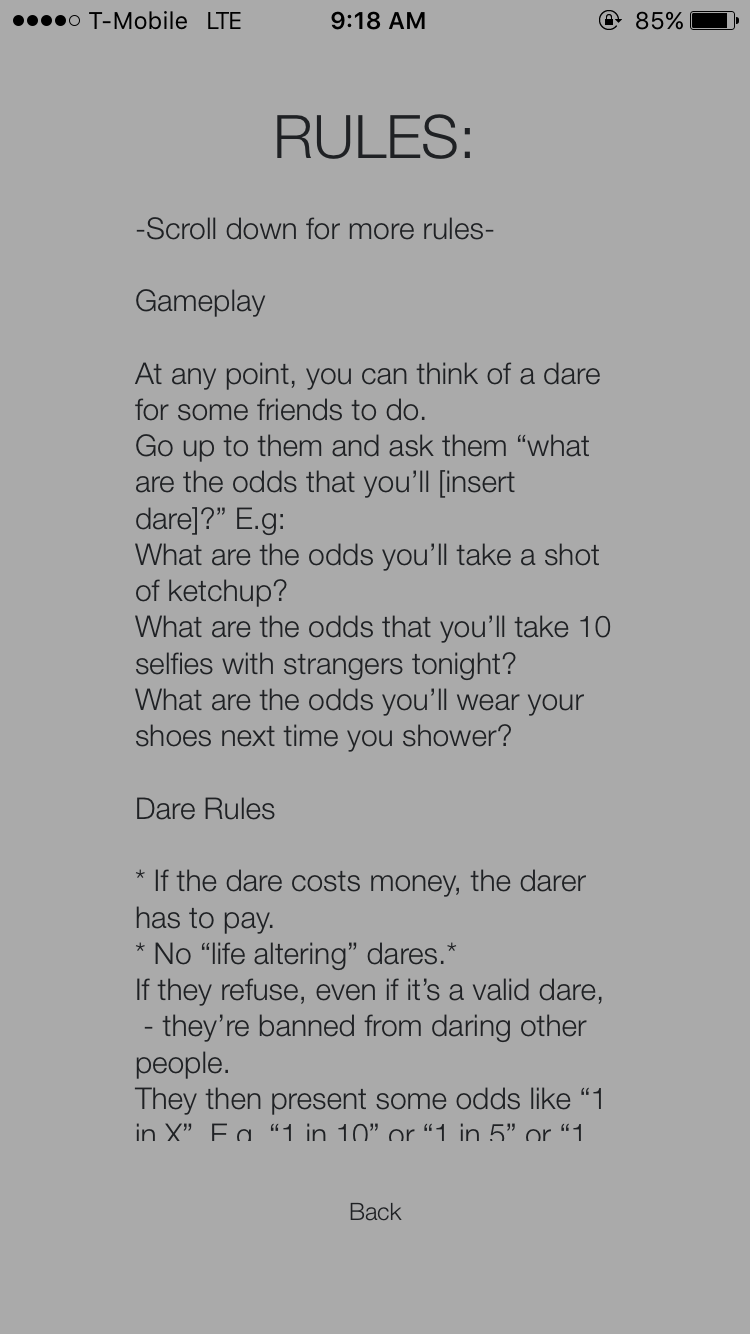 T-Mobile LTE 9:18 AM 85%
RULES:
-Scroll down for more rules-
Gameplay
At any point, you can think of a dare
for some friends to do.
Go up to them and ask them “what
are the odds that you’ll [insert
dare]?” E.g:
What are the odds you’ll take a shot
of ketchup?
What are the odds that you’ll take 10
selfies with strangers tonight?
What are the odds you’ll wear your
shoes next time you shower?
Dare Rules
* If the dare costs money, the darer
has to pay.
* No “life altering” dares.*
If they refuse, even if it’s a valid dare,
- they’re banned from daring other
people.
They then present some odds like “1
in X”. E.g. “1 in 10” or “1 in 5” or “1
Back